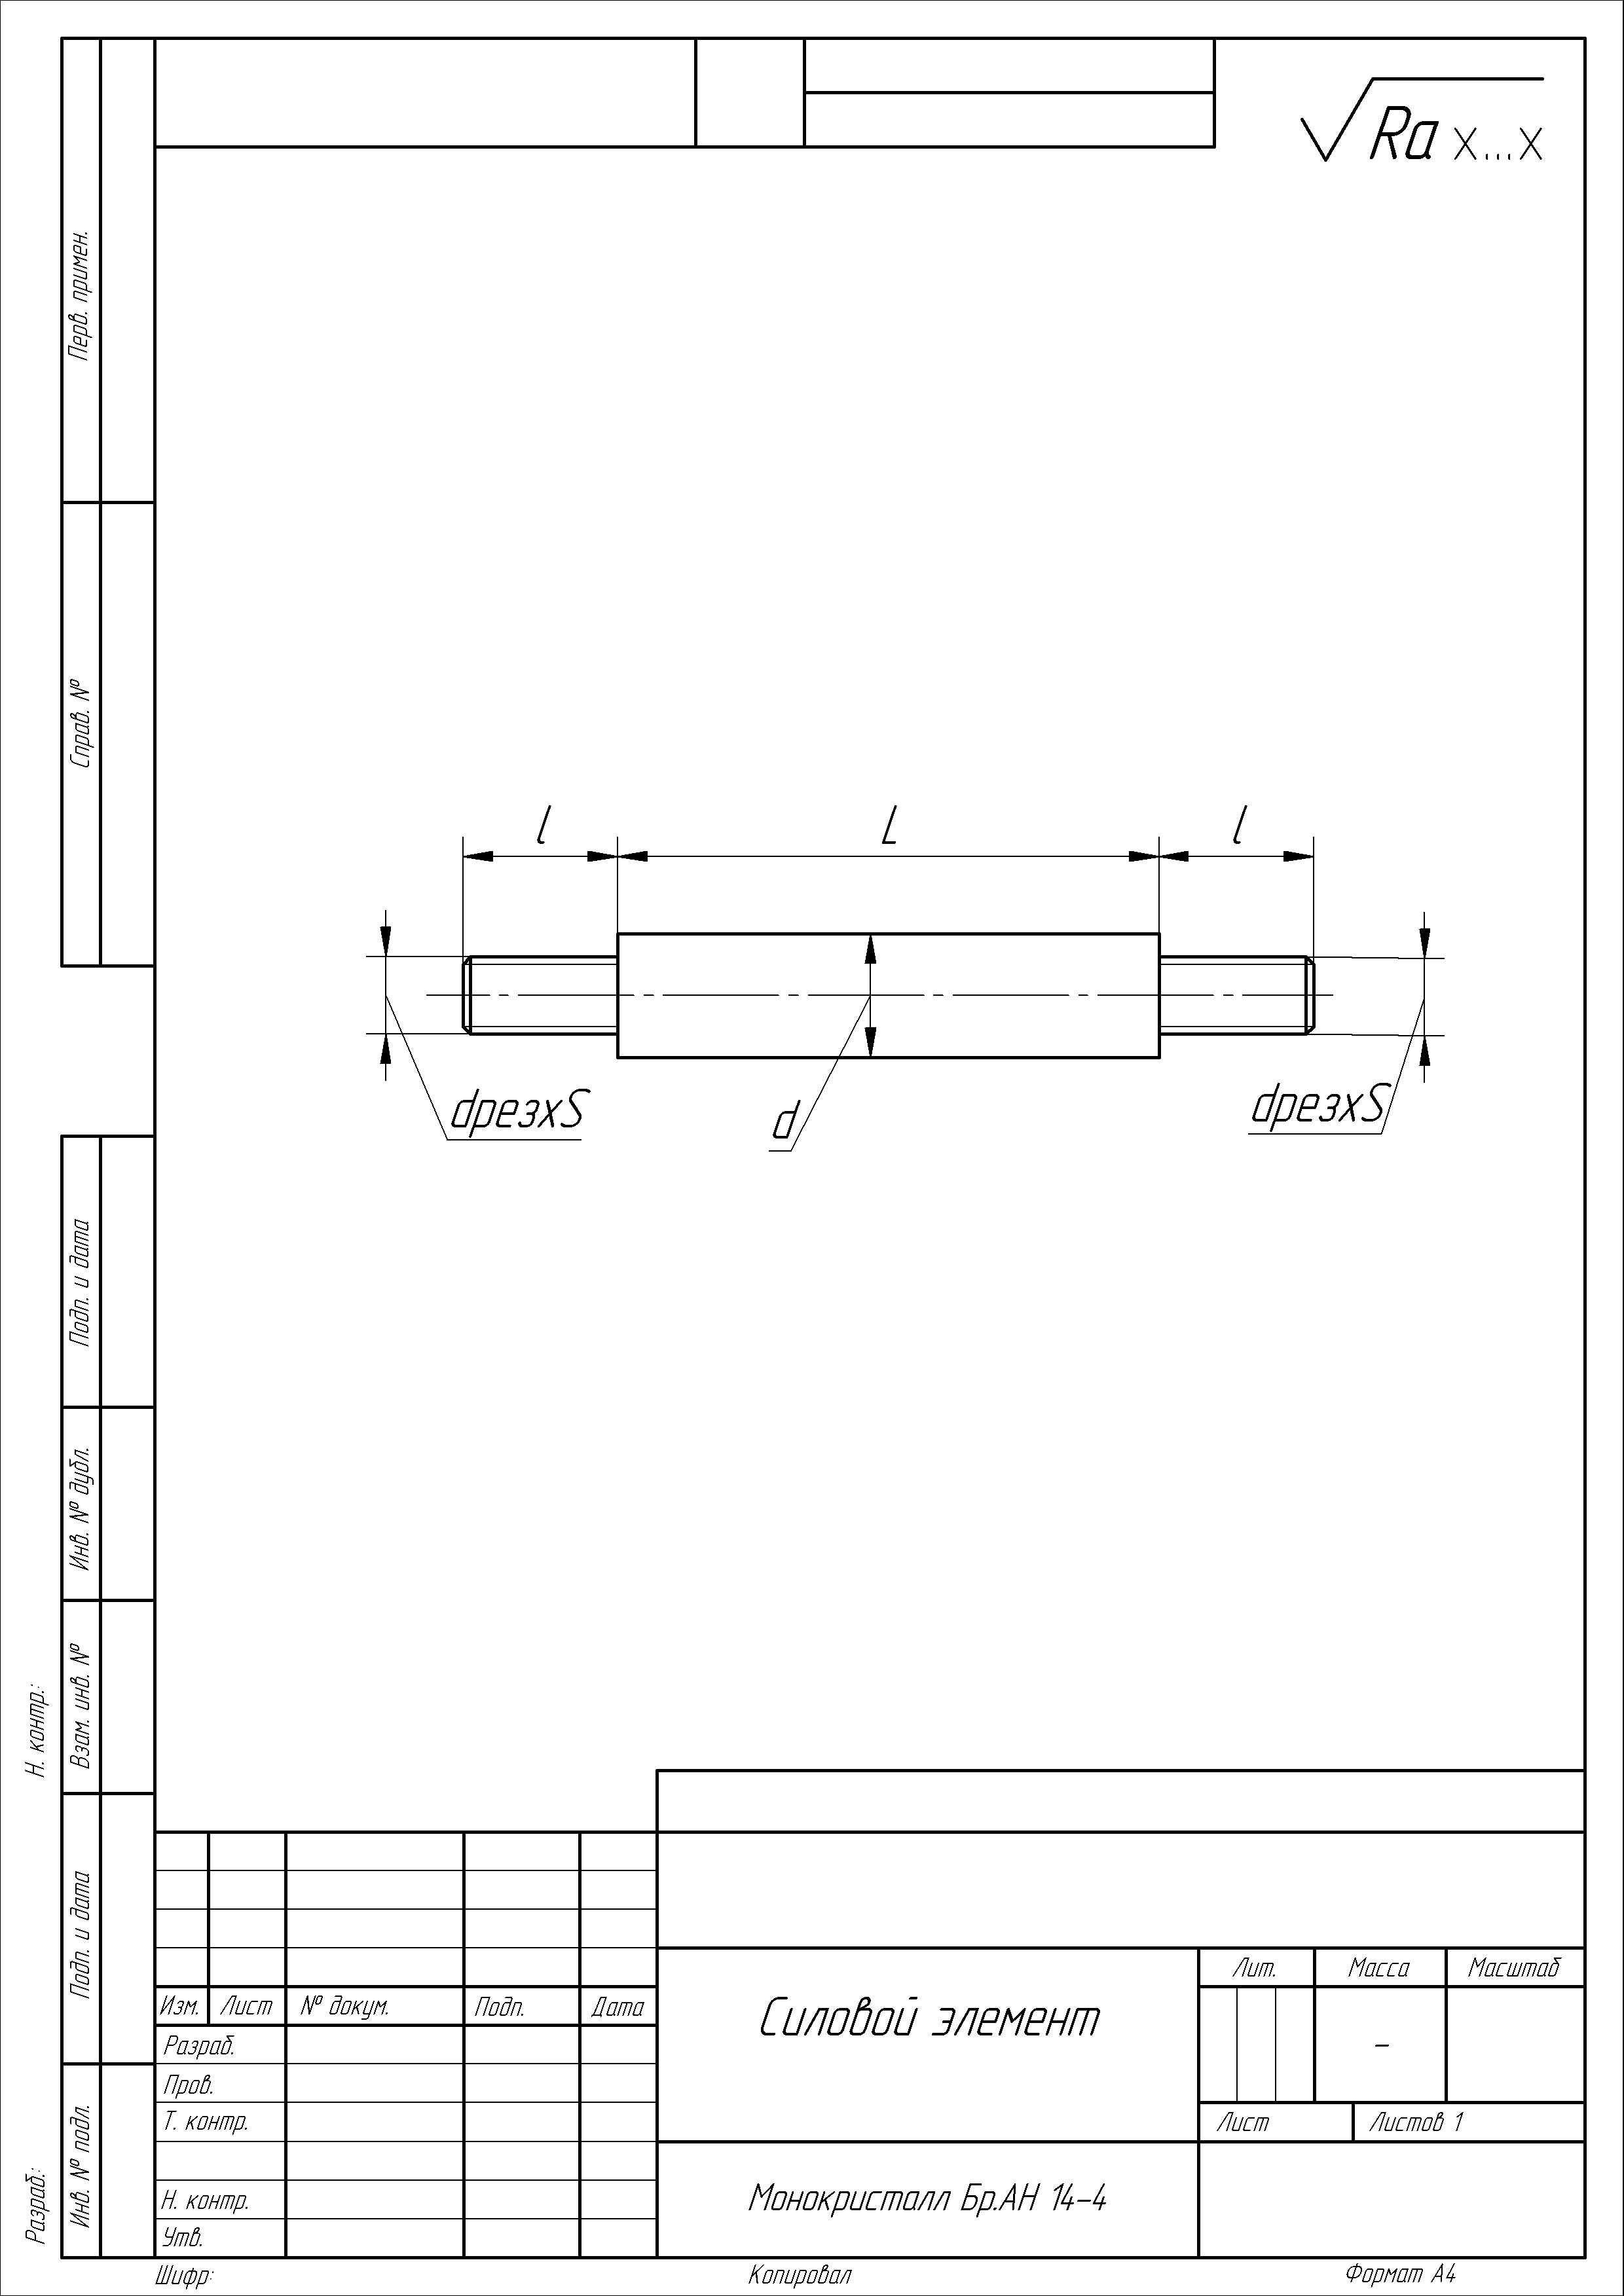 Ra X...X
Перв. примен.
Справ. №
l L l
dрезхS d dрезхS
Подп. и дата
Инв. № дубл.
Взам. инв. №
Н. контр.:
Подп. и дата
Инв. № подл.
Разраб.:
Изм. Лист № докум. Подп. Дата
Разраб.
Пров.
Т. контр.
Н. контр.
Утв.
Силовой элемент
Лит. Масса Масштаб
-
Лист Листов 1
Монокристалл Бр.АН 14-4
Шифр: Копировал Формат А4